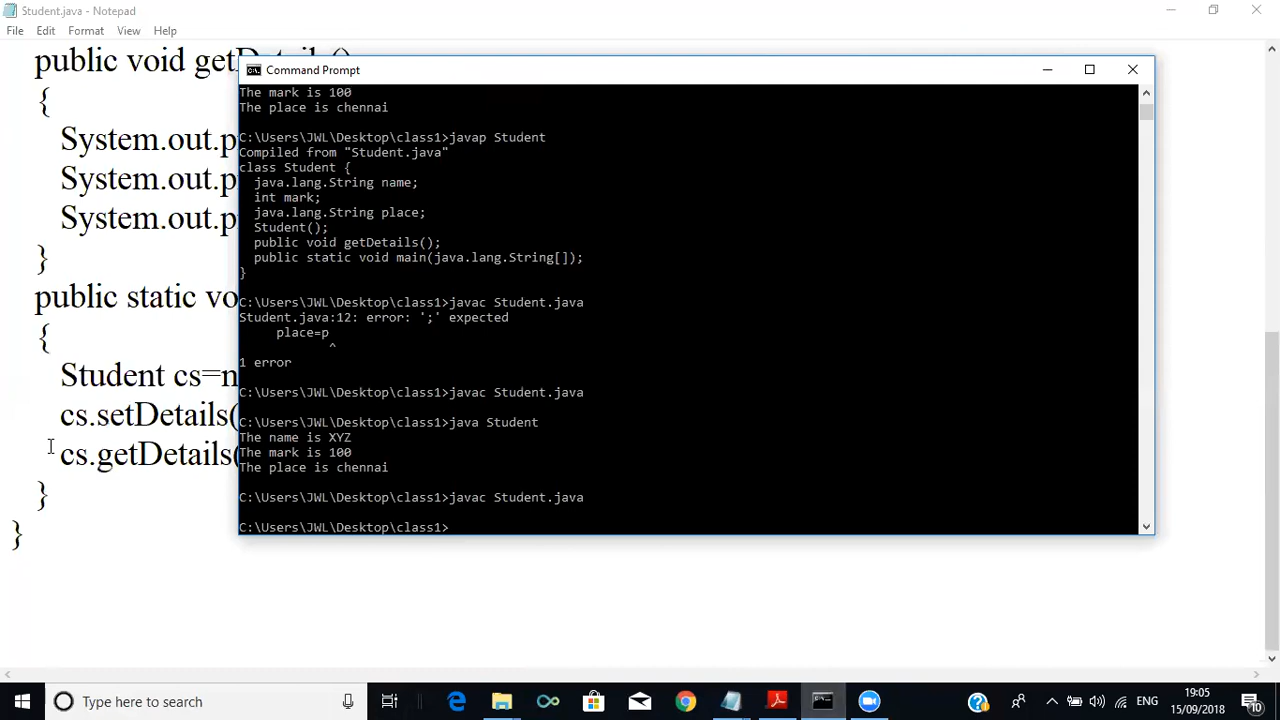 Student.java - Notepad
File Edit Format View Help
public void getDetails()
{
System.out.p
System.out.p
System.out.p
}
public static vo
{
Student cs=n
cs.setDetails(
cs.getDetails(
}
}
Command Prompt
The mark is 100
The place is chennai
C:\Users\JWL\Desktop\class1>javap Student
Compiled from "Student.java"
class Student {
java.lang.String name;
int mark;
java.lang.String place;
Student();
public void getDetails();
public static void main(java.lang.String[]);
}
C:\Users\JWL\Desktop\class1>javac Student.java
Student.java:12: error: ';' expected
place=p
^
1 error
C:\Users\JWL\Desktop\class1>javac Student.java
C:\Users\JWL\Desktop\class1>java Student
The name is XYZ
The mark is 100
The place is chennai
C:\Users\JWL\Desktop\class1>javac Student.java
C:\Users\JWL\Desktop\class1>
Type here to search
ENG
19:05
15/09/2018
10